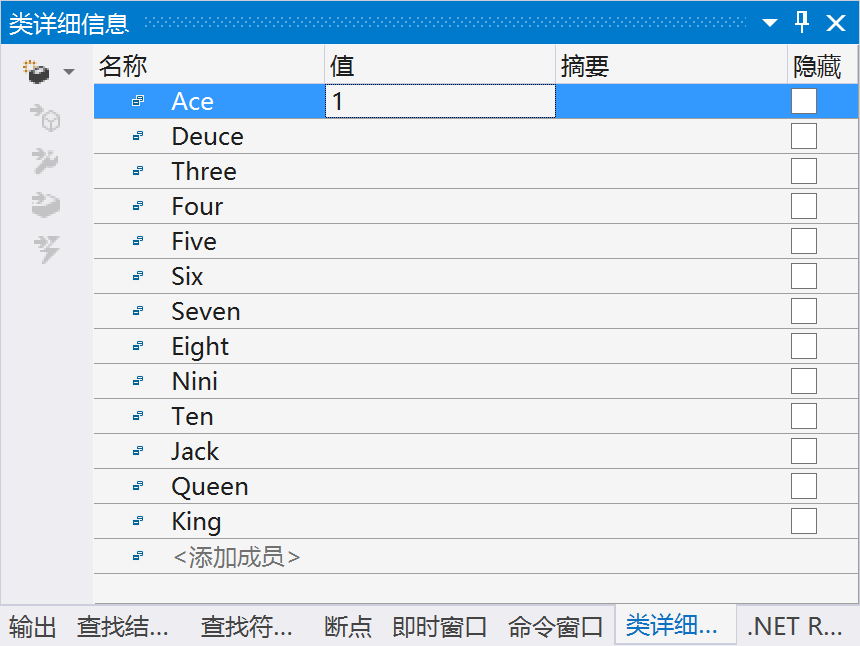 类详细信息
名称 值 摘要 隐藏
Ace 1
Deuce
Three
Four
Five
Six
Seven
Eight
Nini
Ten
Jack
Queen
King
<添加成员>
输出 查找结... 查找符... 断点 即时窗口 命令窗口 类详细... .NET R...